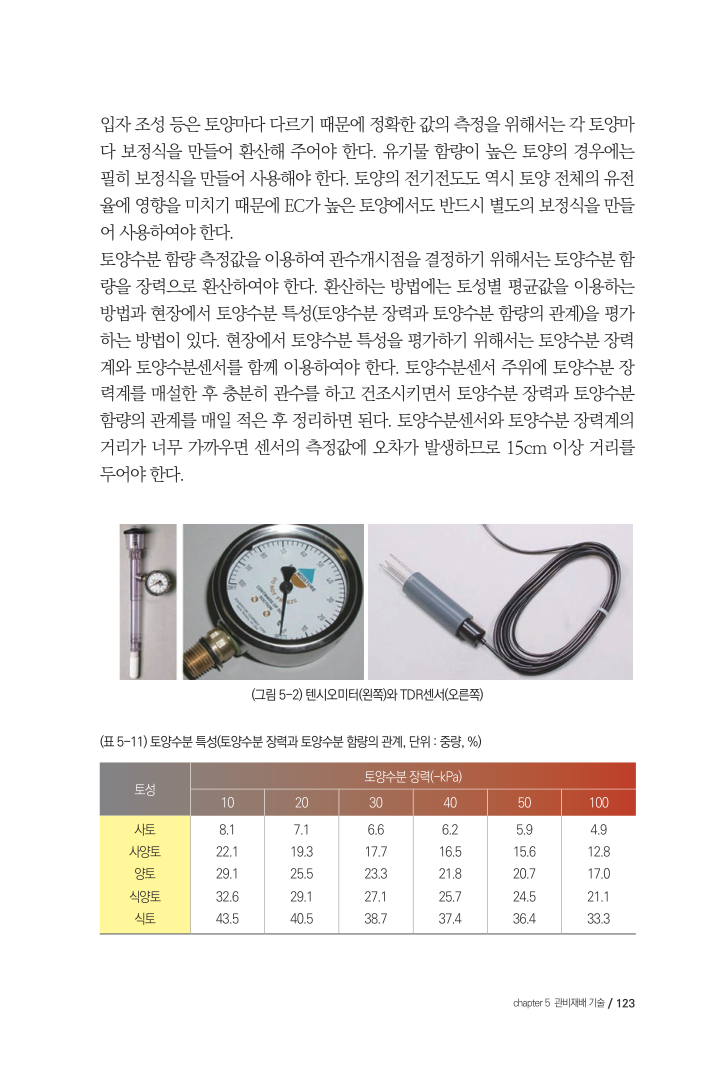 입자 조성 등은 토양마다 다르기 때문에 정확한 값의 측정을 위해서는 각 토양마
다 보정식을 만들어 환산해 주어야 한다. 유기물 함량이 높은 토양의 경우에는
필히 보정식을 만들어 사용해야 한다. 토양의 전기전도도 역시 토양 전체의 유전
율에 영향을 미치기 때문에 EC가 높은 토양에서도 반드시 별도의 보정식을 만들
어 사용하여야 한다.
토양수분 함량 측정값을 이용하여 관수개시점을 결정하기 위해서는 토양수분 함
량을 장력으로 환산하여야 한다. 환산하는 방법에는 토성별 평균값을 이용하는
방법과 현장에서 토양수분 특성(토양수분 장력과 토양수분 함량의 관계)을 평가
하는 방법이 있다. 현장에서 토양수분 특성을 평가하기 위해서는 토양수분 장력
계와 토양수분센서를 함께 이용하여야 한다. 토양수분센서 주위에 토양수분 장
력계를 매설한 후 충분히 관수를 하고 건조시키면서 토양수분 장력과 토양수분
함량의 관계를 매일 적은 후 정리하면 된다. 토양수분센서와 토양수분 장력계의
거리가 너무 가까우면 센서의 측정값에 오차가 발생하므로 15cm 이상 거리를
두어야 한다.
(그림 5-2) 텐시오미터(왼쪽)와 TDR센서(오른쪽)
(표 5-11) 토양수분 특성(토양수분 장력과 토양수분 함량의 관계, 단위 : 중량, %)
토성 토양수분 장력(-kPa)
10 20 30 40 50 100
사토 8.1 7.1 6.6 6.2 5.9 4.9
사양토 22.1 19.3 17.7 16.5 15.6 12.8
양토 29.1 25.5 23.3 21.8 20.7 17.0
식양토 32.6 29.1 27.1 25.7 24.5 21.1
식토 43.5 40.5 38.7 37.4 36.4 33.3
chapter 5 관비재배 기술 / 123